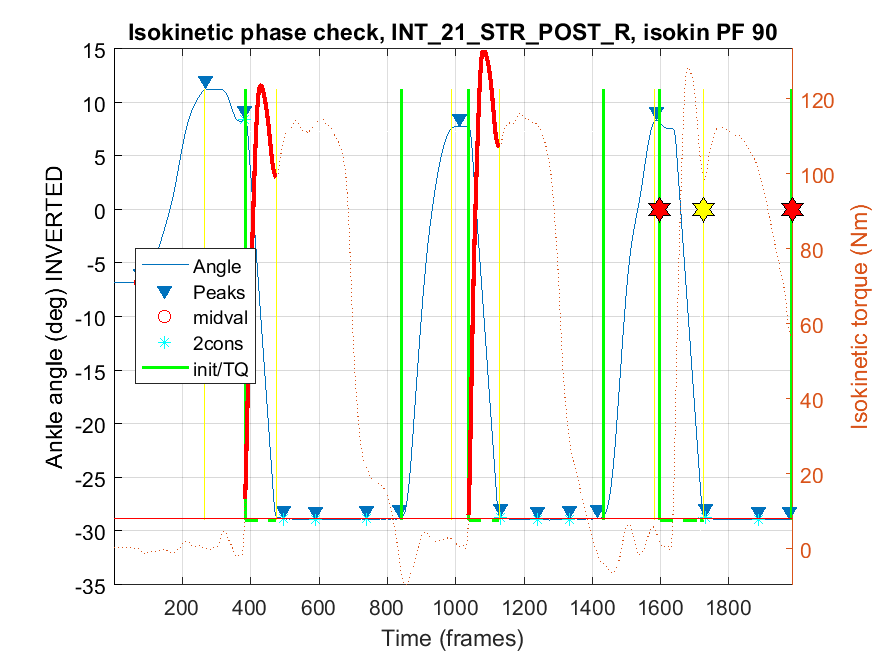 Isokinetic phase check, INT_21_STR_POST_R, isokin PF 90
15
10
5
0
-5
-10
-15
-20
-25
-30
-35
Ankle angle (deg) INVERTED
Angle
Peaks
midval
2cons
init/TQ
120
100
80
60
40
20
0
Isokinetic torque (Nm)
200 400 600 800 1000 1200 1400 1600 1800
Time (frames)